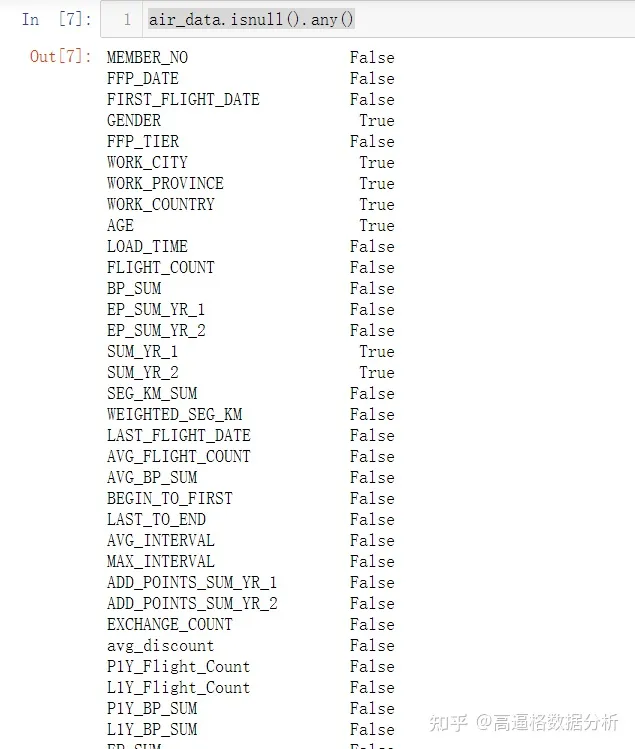 In [7]: 1 air_data.isnull().any()
Out[7]: MEMBER_NO False
FFP_DATE False
FIRST_FLIGHT_DATE False
GENDER True
FFP_TIER False
WORK_CITY True
WORK_PROVINCE True
WORK_COUNTRY True
AGE True
LOAD_TIME False
FLIGHT_COUNT False
BP_SUM False
EP_SUM_YR_1 False
EP_SUM_YR_2 False
SUM_YR_1 True
SUM_YR_2 True
SEG_KM_SUM False
WEIGHTED_SEG_KM False
LAST_FLIGHT_DATE False
AVG_FLIGHT_COUNT False
AVG_BP_SUM False
BEGIN_TO_FIRST False
LAST_TO_END False
AVG_INTERVAL False
MAX_INTERVAL False
ADD_POINTS_SUM_YR_1 False
ADD_POINTS_SUM_YR_2 False
EXCHANGE_COUNT False
avg_discount False
P1Y_Flight_Count False
L1Y_Flight_Count False
P1Y_BP_SUM False
L1Y_BP_SUM False
知乎 @高逼格数据分析